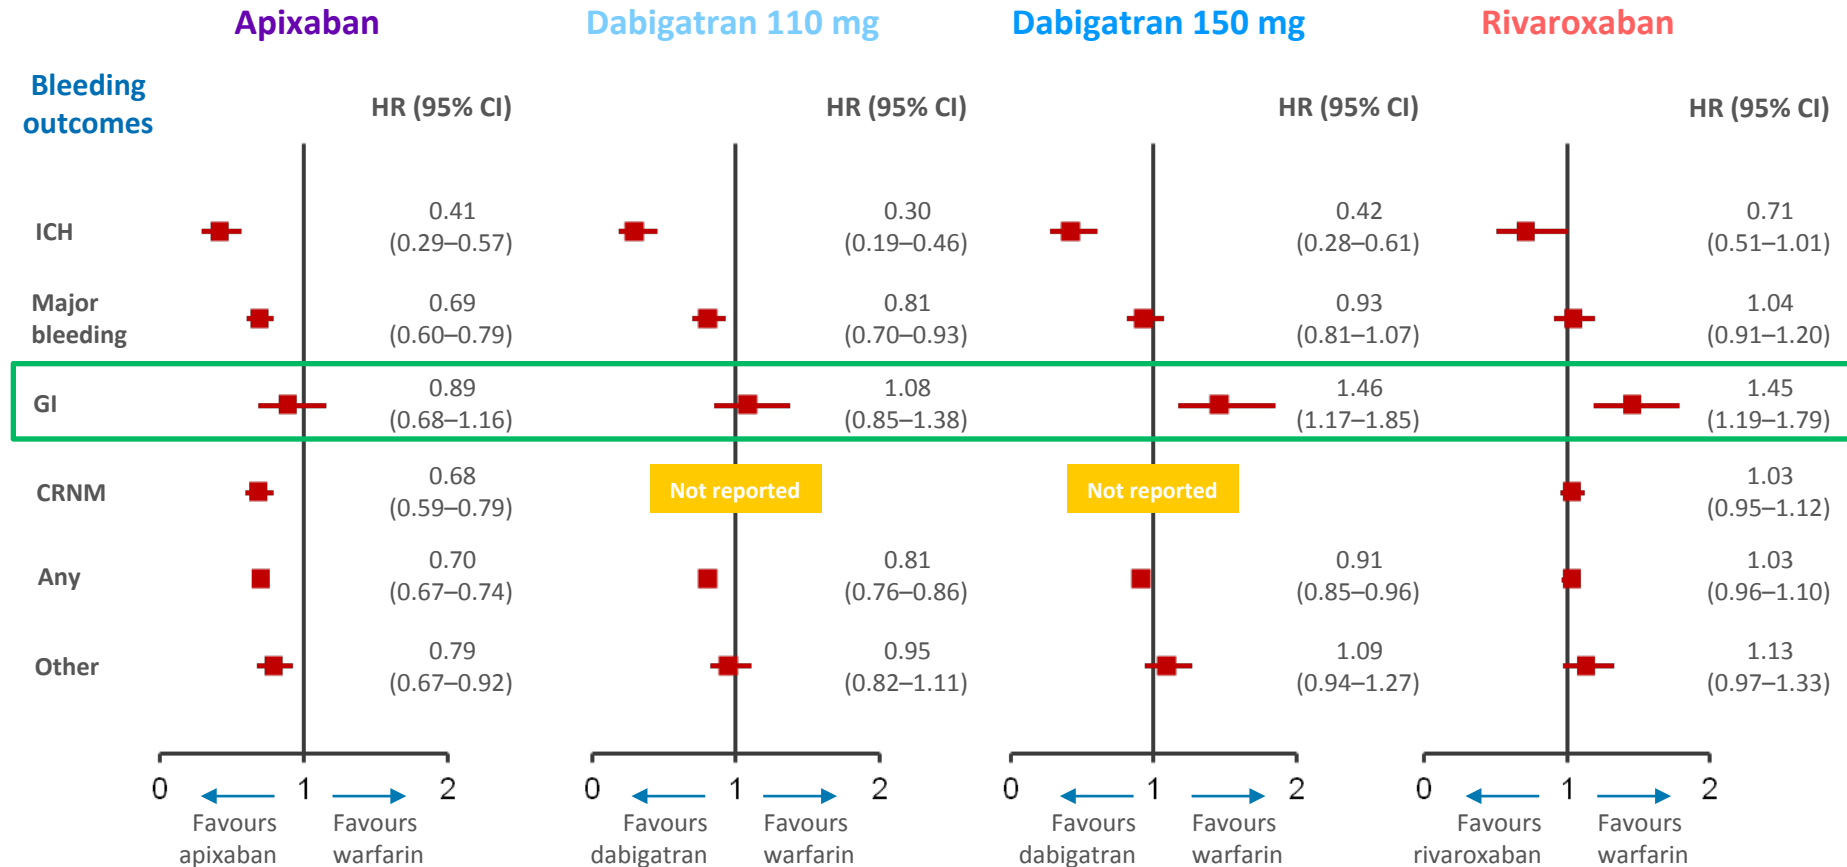 Apixaban
Dabigatran 110 mg
Dabigatran 150 mg
Rivaroxaban
Bleeding
outcomes
HR (95% CI)
HR (95% CI)
HR (95% CI)
HR (95% CI)
ICH
0.41
(0.29–0.57)
0.30
(0.19–0.46)
0.42
(0.28–0.61)
0.71
(0.51–1.01)
Major
bleeding
0.69
(0.60–0.79)
0.81
(0.70–0.93)
0.93
(0.81–1.07)
1.04
(0.91–1.20)
GI
0.89
(0.68–1.16)
1.08
(0.85–1.38)
1.46
(1.17–1.85)
1.45
(1.19–1.79)
CRNM
0.68
(0.59–0.79)
Not reported
Not reported
1.03
(0.95–1.12)
Any
0.70
(0.67–0.74)
0.81
(0.76–0.86)
0.91
(0.85–0.96)
1.03
(0.96–1.10)
Other
0.79
(0.67–0.92)
0.95
(0.82–1.11)
1.09
(0.94–1.27)
1.13
(0.97–1.33)
0 1 2
0 1 2
0 1 2
0 1 2
Favours
apixaban
Favours
warfarin
Favours
dabigatran
Favours
warfarin
Favours
dabigatran
Favours
warfarin
Favours
rivaroxaban
Favours
warfarin